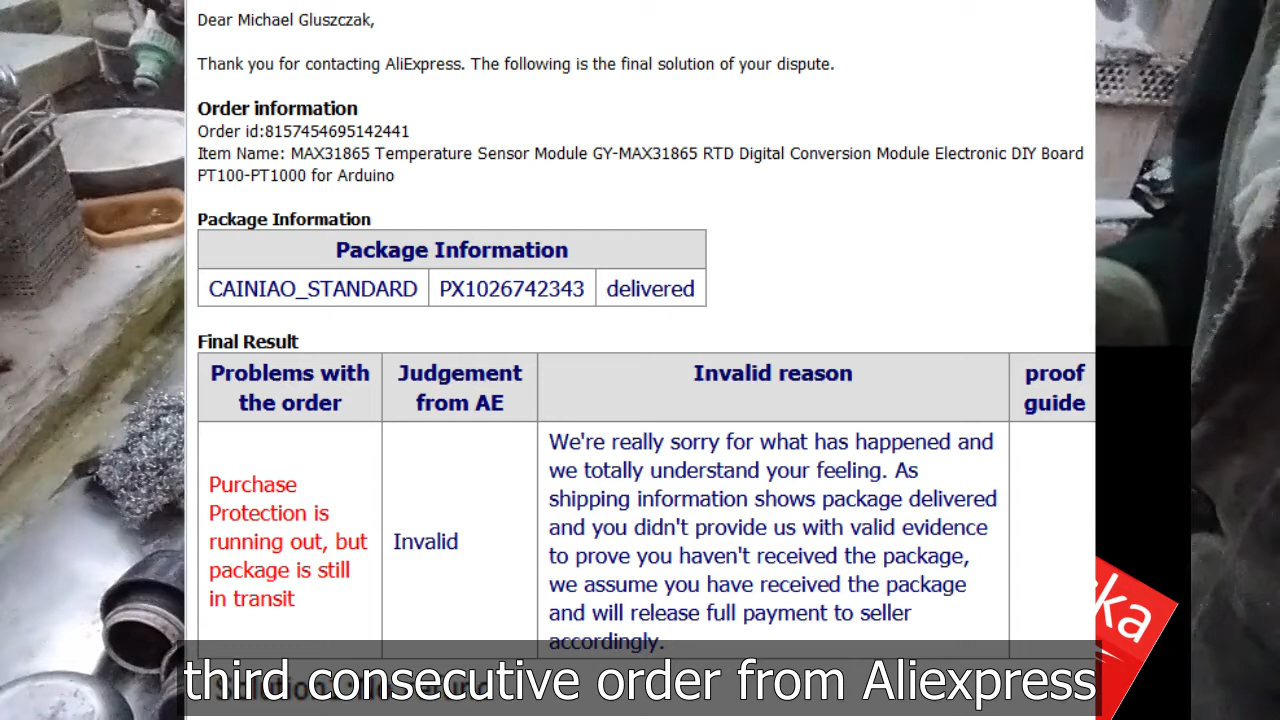 Dear Michael Gluszczak,
Thank you for contacting AliExpress. The following is the final solution of your dispute.
Order information
Order id:8157454695142441
Item Name: MAX31865 Temperature Sensor Module GY-MAX31865 RTD Digital Conversion Module Electronic DIY Board
PT100-PT1000 for Arduino
Package Information
Package Information
CAINIAO_STANDARD PX1026742343 delivered
Final Result
Problems with
the order
Judgement
from AE
Invalid reason
proof
guide
Purchase
Protection is
running out, but
package is still
in transit
Invalid
We're really sorry for what has happened and
we totally understand your feeling. As
shipping information shows package delivered
and you didn't provide us with valid evidence
to prove you haven't received the package,
we assume you have received the package
and will release full payment to seller
accordingly.
ka
third consecutive order from Aliexpress